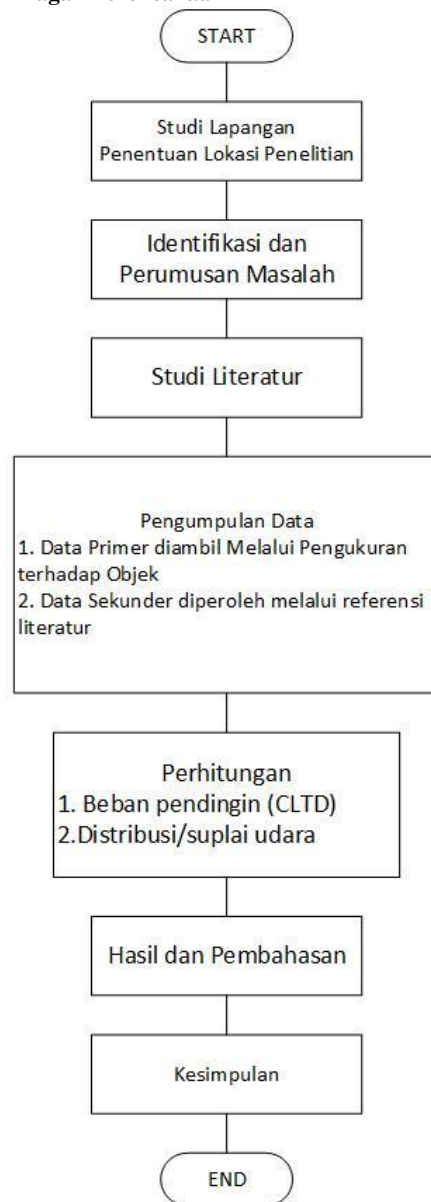 START
Studi Lapangan
Penentuan Lokasi Penelitian
Identifikasi dan
Perumusan Masalah
Studi Literatur
Pengumpulan Data
1. Data Primer diambil Melalui Pengukuran
terhadap Objek
2. Data Sekunder diperoleh melalui referensi
literatur
Perhitungan
1. Beban pendingin (CLTD)
2.Distribusi/suplai udara
Hasil dan Pembahasan
Kesimpulan
END